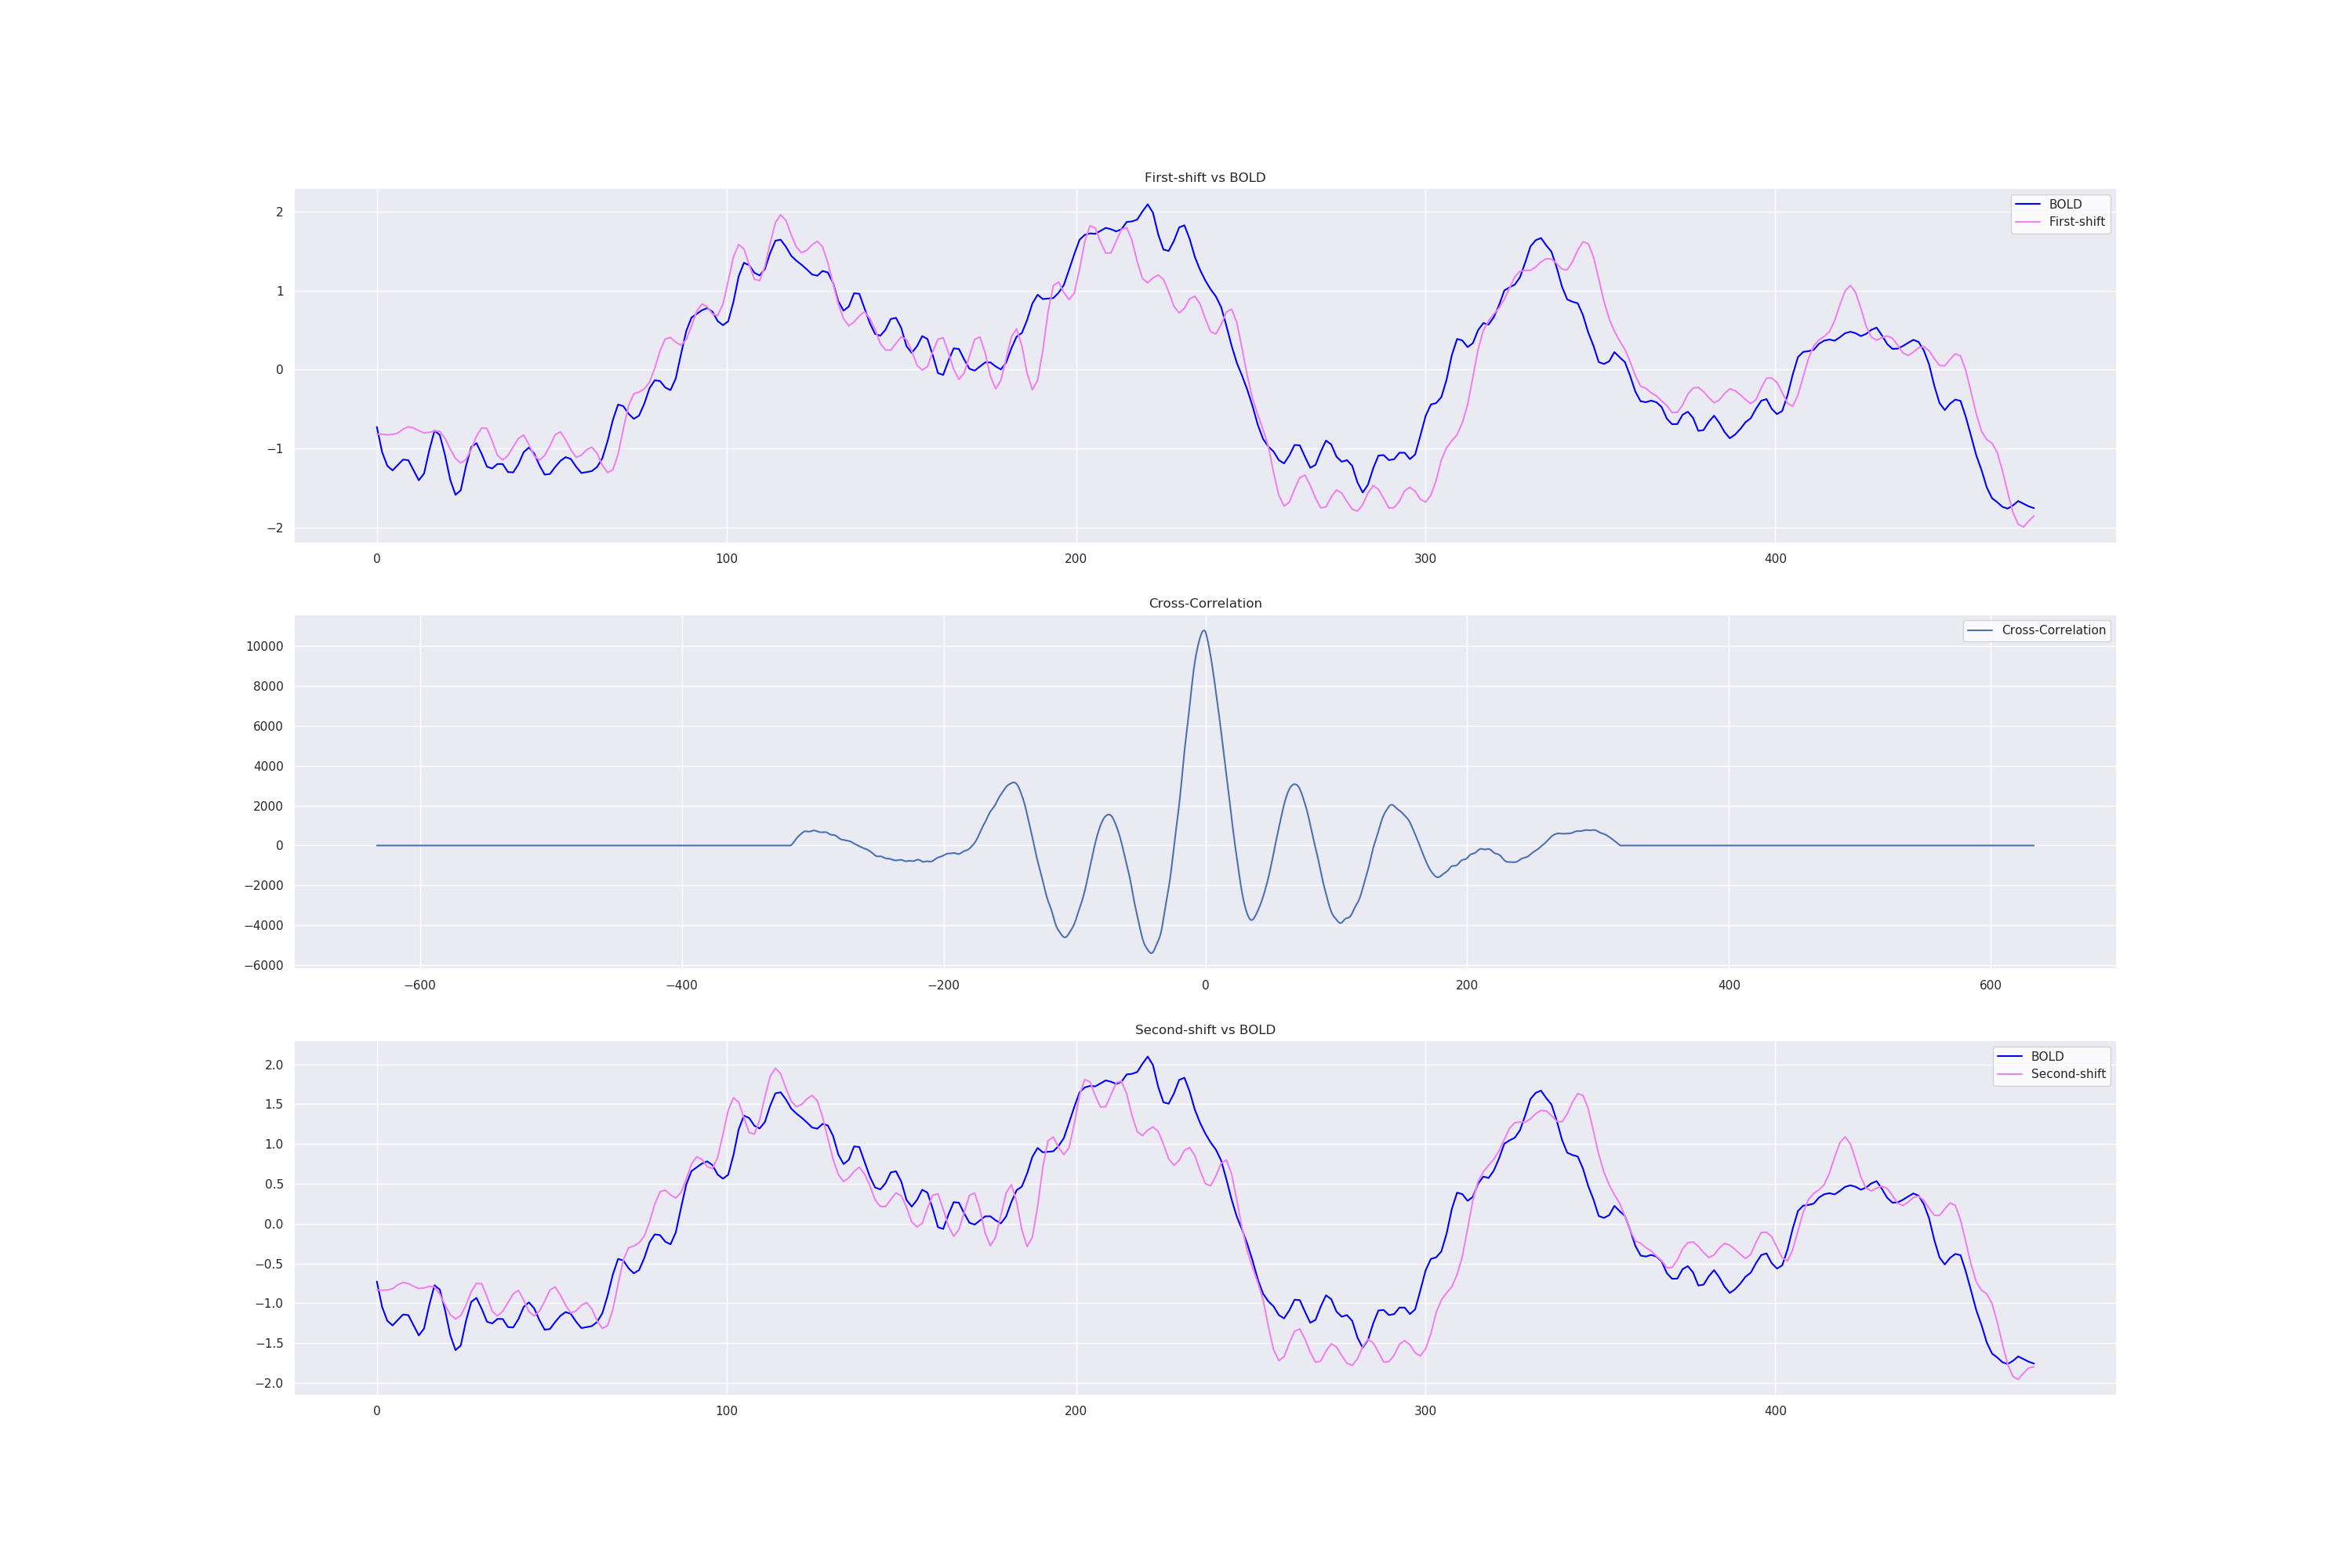 First-shift vs BOLD
BOLD
First-shift
2
1
0
−1
−2
0 100 200 300 400
Cross-Correlation
Cross-Correlation
10000
8000
6000
4000
2000
0
−2000
−4000
−6000
−600 −400 −200 0 200 400 600
Second-shift vs BOLD
BOLD
Second-shift
2.0
1.5
1.0
0.5
0.0
−0.5
−1.0
−1.5
−2.0
0 100 200 300 400